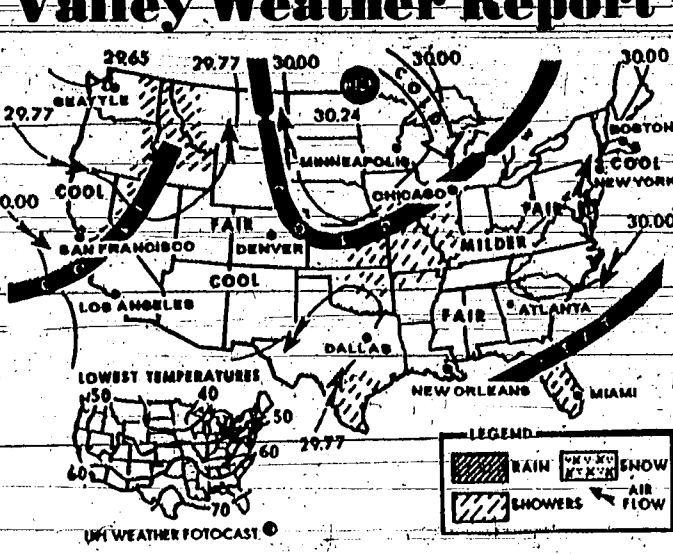 Valley Weather Report
29.65
29.77
30.00
30.00
30.00
SEATTLE
COLD
30.24
29.77
BOSTON
MINNEAPOLIS
COOL
COOL
CHICAGO
NEW YORK
FAIR
FAIR
30.00
SAN FRANCISCO
DENVER
MILDER
COOL
LOS ANGELES
FAIR
ATLANTA
DALLAS
LOWEST TEMPERATURES
NEW ORLEANS
MIAMI
50
40
50
29.77
60
60
70
LEGEND
RAIN
SNOW
SHOWERS
AIR
FLOW
UPI WEATHER FOTOCAST